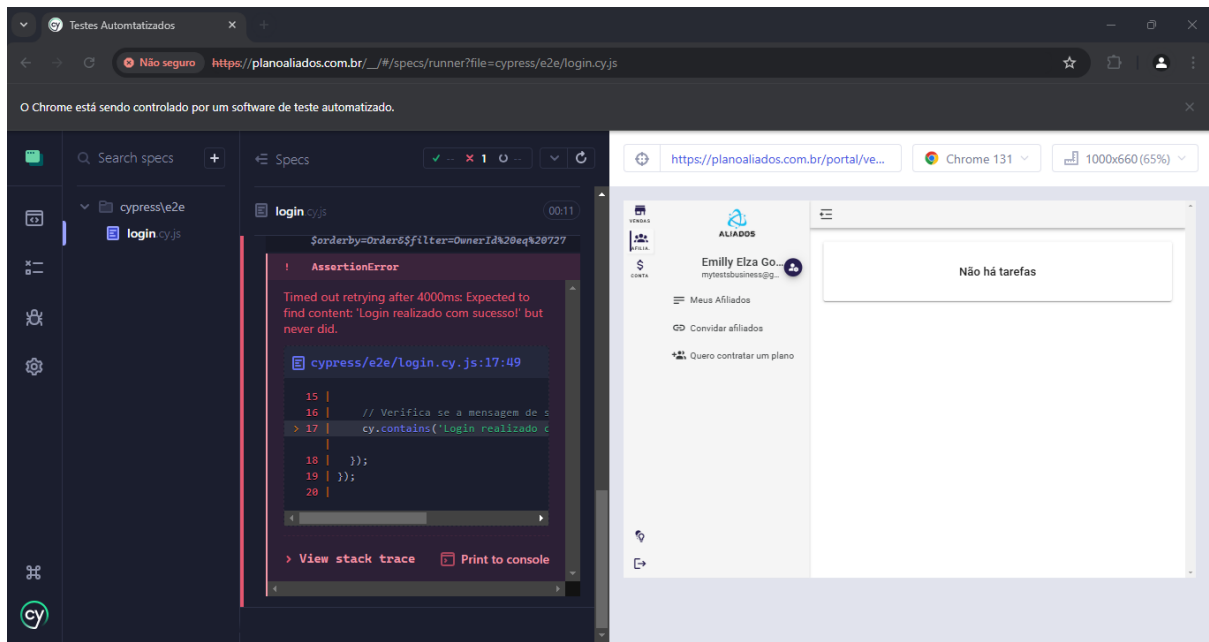 Testes Automtatizados
Não seguro https://planoaliados.com.br/__/#/specs/runner?file=cypress/e2e/login.cy.js
O Chrome está sendo controlado por um software de teste automatizado.
Search specs +
cypress\e2e
login.cy.js
Specs
-- 1 --
login.cy.js 00:11
$orderby=Order&$filter=OwnerId%20eq%20727
! AssertionError
Timed out retrying after 4000ms: Expected to
find content: 'Login realizado com sucesso!' but
never did.
cypress/e2e/login.cy.js:17:49
15 |
16 | // Verifica se a mensagem de s
> 17 | cy.contains('Login realizado c
|
18 | });
19 | });
20 |
> View stack trace Print to console
cy
https://planoaliados.com.br/portal/ve... Chrome 131 1000x660 (65%)
VENDAS
AFILIA.
CONTA
ALIADOS
Emilly Elza Go...
mytestsbusiness@g...
Meus Afiliados
Convidar afiliados
Quero contratar um plano
Não há tarefas